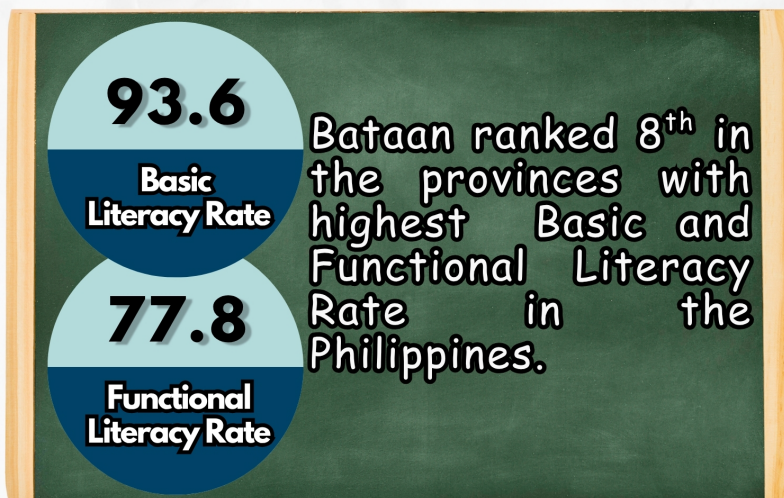 93.6
Basic
Literacy Rate
77.8
Functional
Literacy Rate
Bataan ranked 8th in
the provinces with
highest Basic and
Functional Literacy
Rate in the
Philippines.